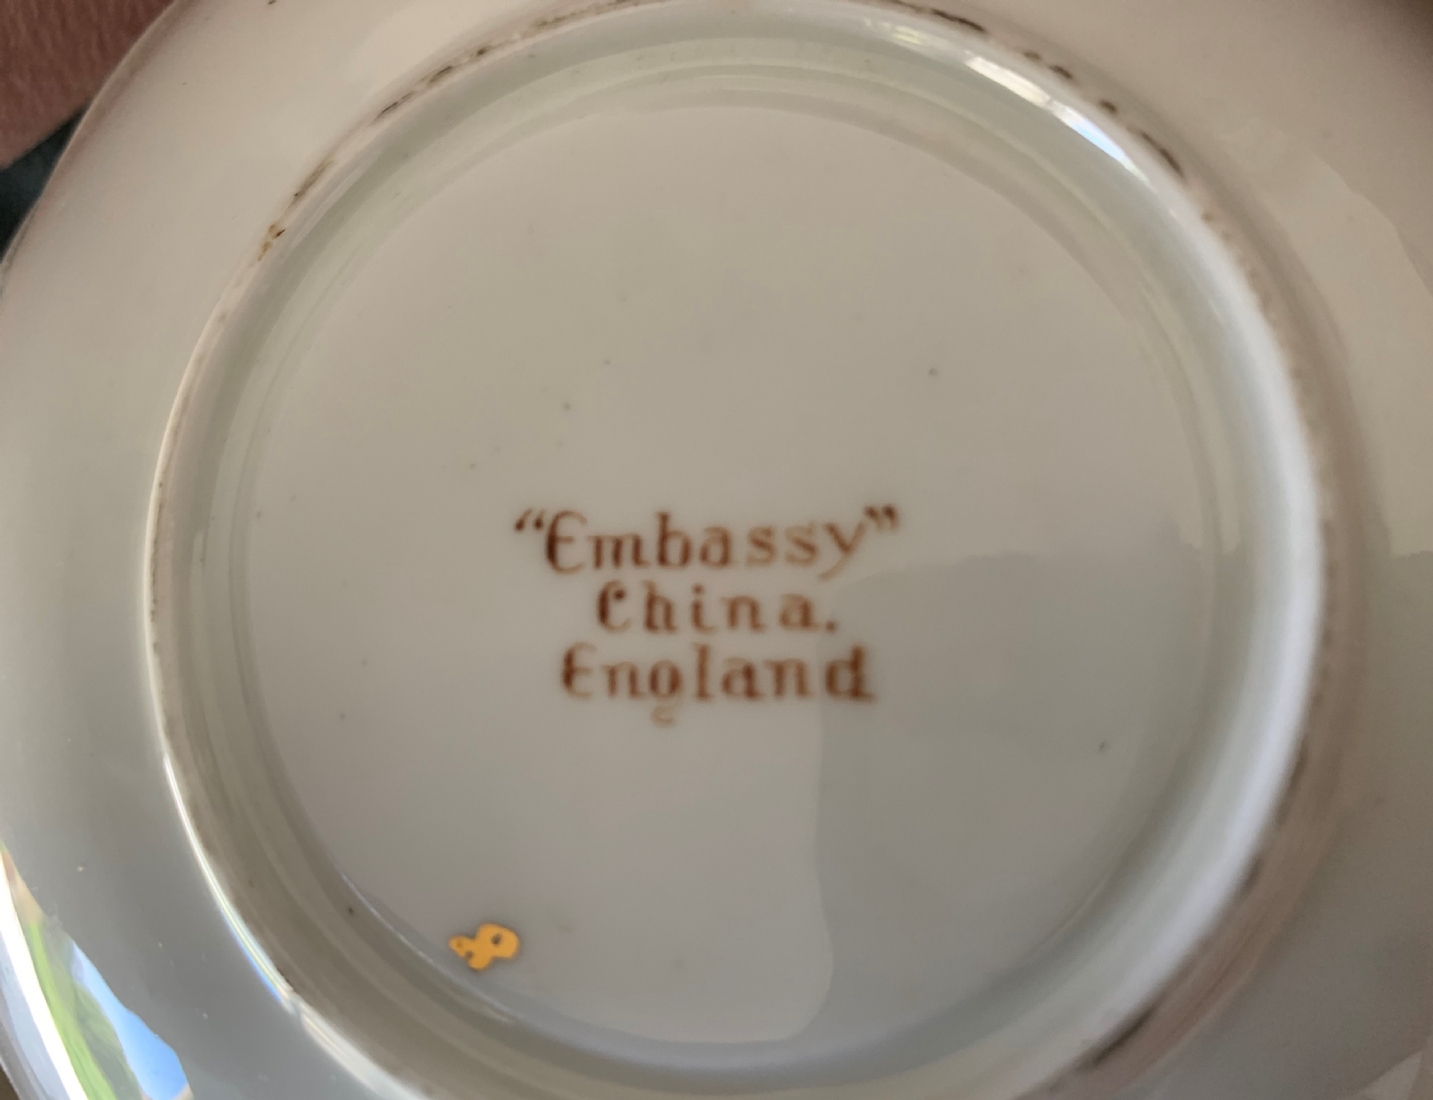 “Embassy”
China.
England